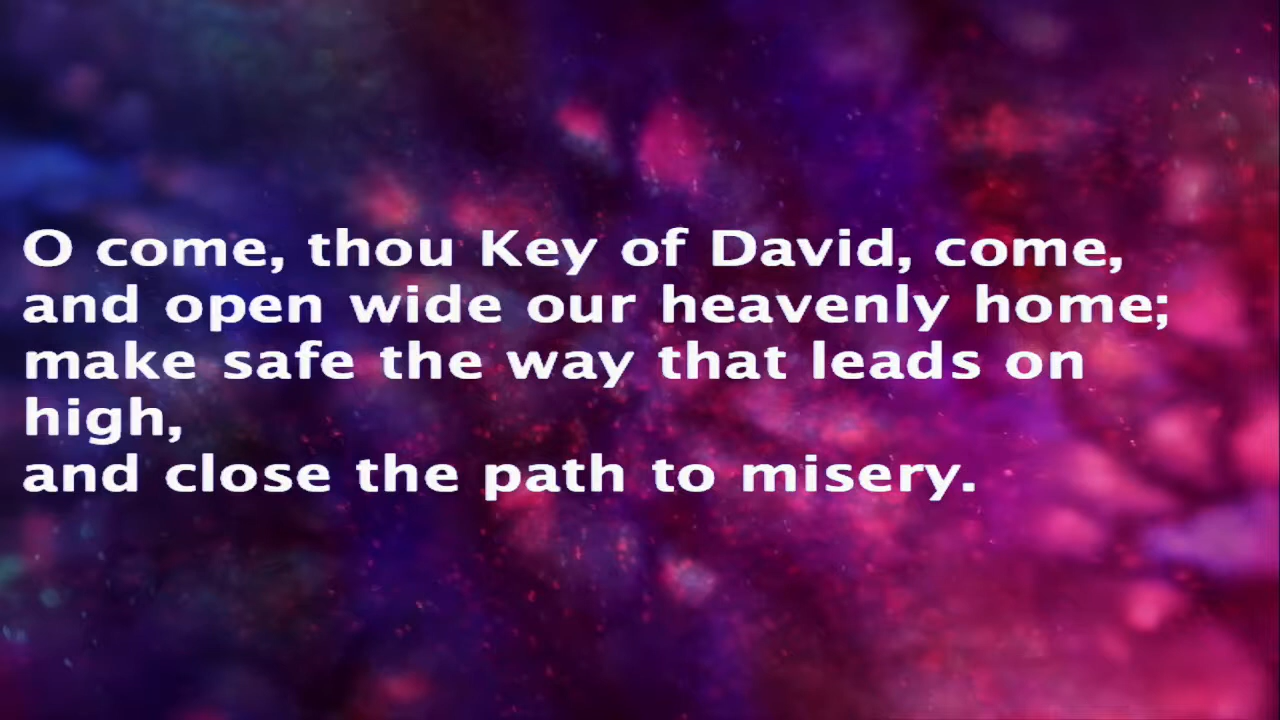 O come, thou Key of David, come,
and open wide our heavenly home;
make safe the way that leads on
high,
and close the path to misery.